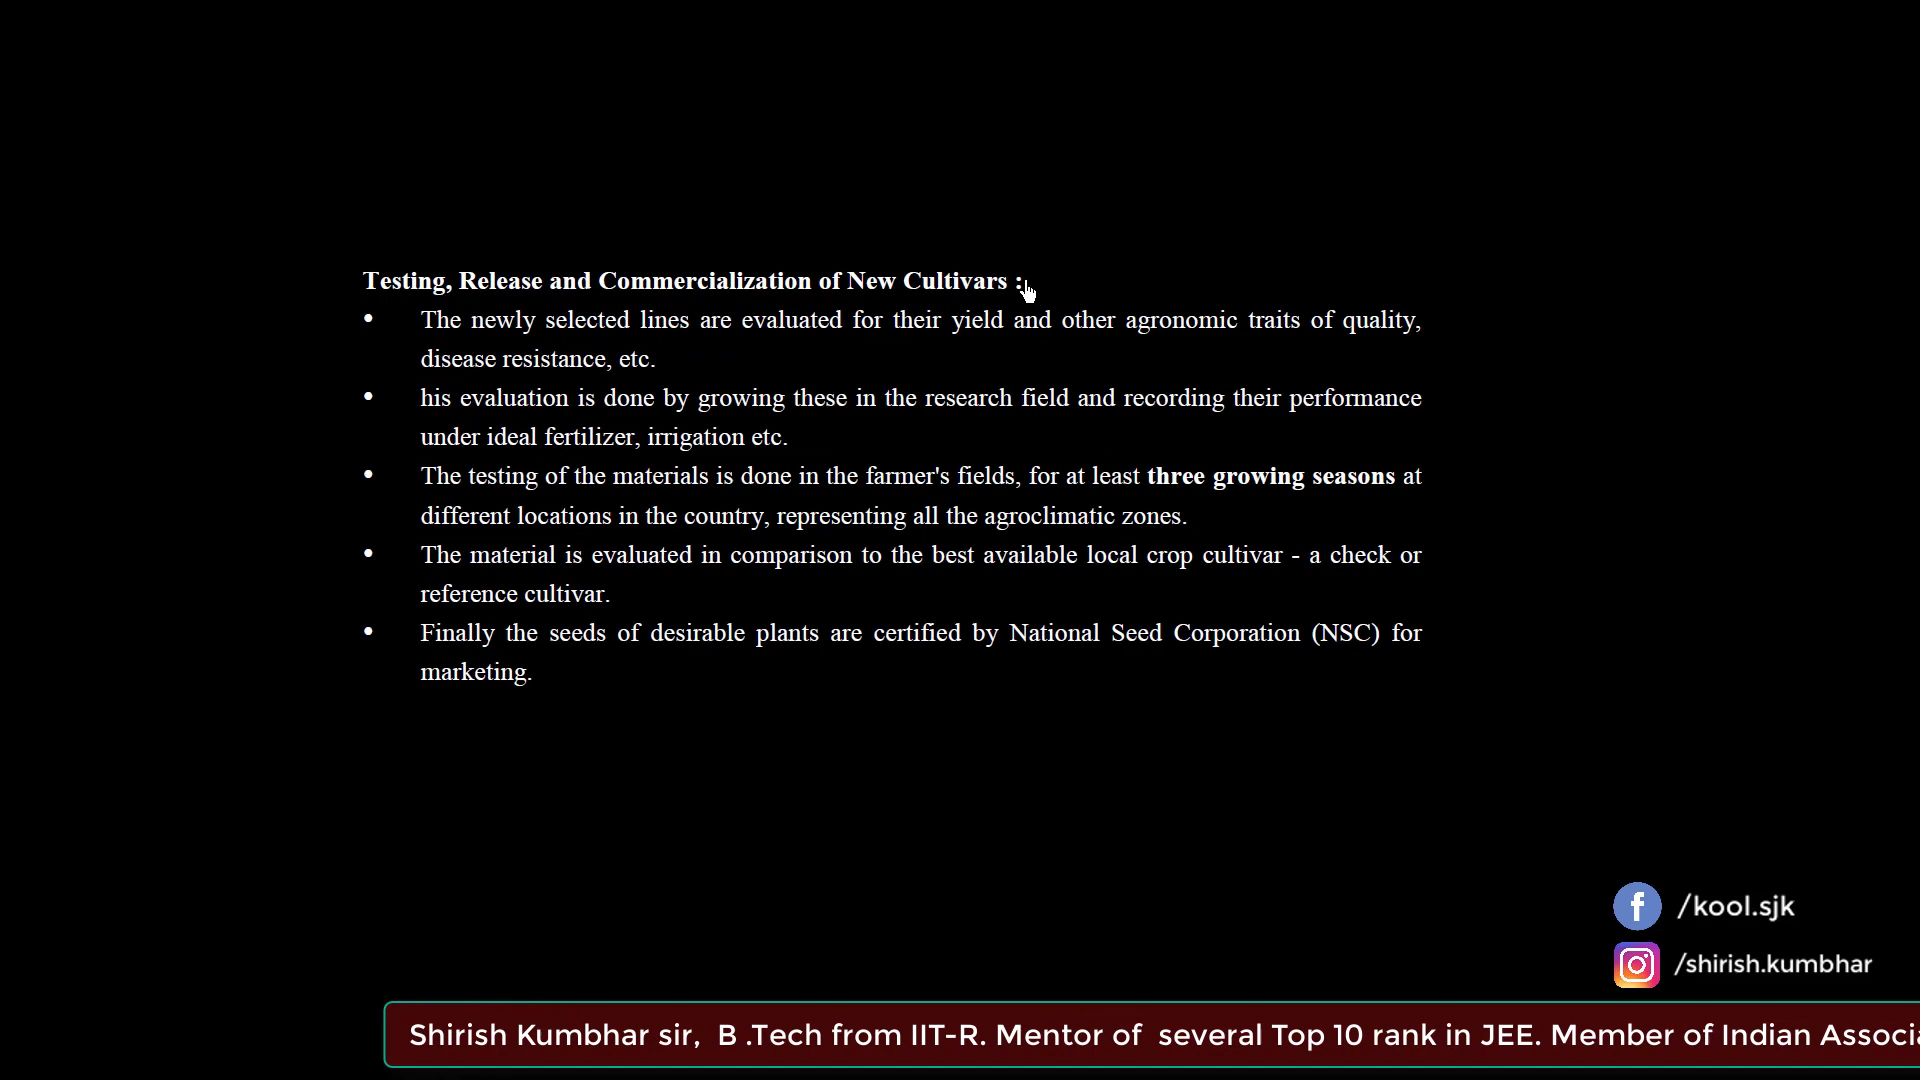 Testing, Release and Commercialization of New Cultivars :
• The newly selected lines are evaluated for their yield and other agronomic traits of quality,
disease resistance, etc.
• his evaluation is done by growing these in the research field and recording their performance
under ideal fertilizer, irrigation etc.
• The testing of the materials is done in the farmer's fields, for at least three growing seasons at
different locations in the country, representing all the agroclimatic zones.
• The material is evaluated in comparison to the best available local crop cultivar - a check or
reference cultivar.
• Finally the seeds of desirable plants are certified by National Seed Corporation (NSC) for
marketing.
/kool.sjk
/shirish.kumbhar
Shirish Kumbhar sir, B .Tech from IIT-R. Mentor of several Top 10 rank in JEE. Member of Indian Associa